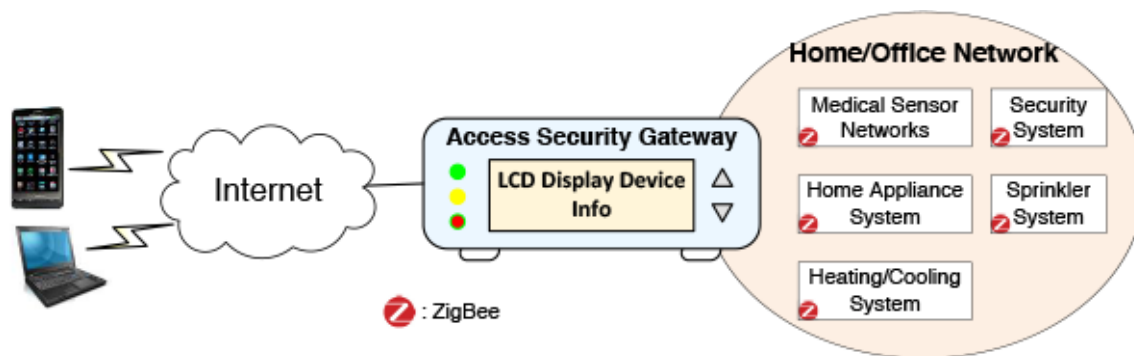 Home/Office Network
Medical Sensor
Networks
Security
System
Access Security Gateway
LCD Display Device
Info
Internet
Home Appliance
System
Sprinkler
System
Heating/Cooling
System
: ZigBee